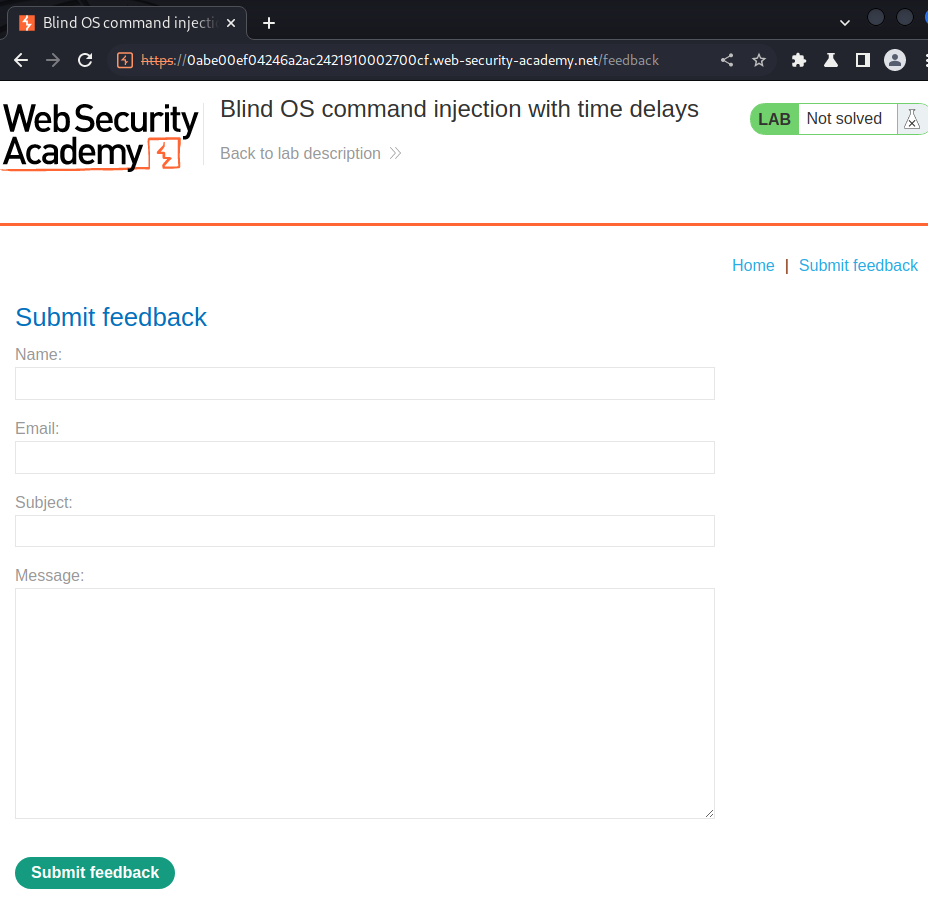 Blind OS command injectio
https://0abe00ef04246a2ac2421910002700cf.web-security-academy.net/feedback
Web Security
Academy
Blind OS command injection with time delays
Back to lab description
LAB Not solved
Home | Submit feedback
Submit feedback
Name:
Email:
Subject:
Message:
Submit feedback